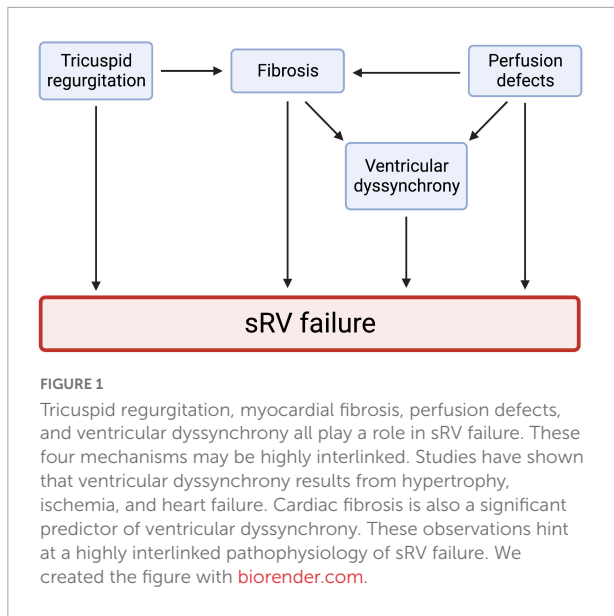 Tricuspid
regurgitation
Fibrosis
Perfusion
defects
Ventricular
dyssynchrony
sRV failure
FIGURE 1
Tricuspid regurgitation, myocardial fibrosis, perfusion defects,
and ventricular dyssynchrony all play a role in sRV failure. These
four mechanisms may be highly interlinked. Studies have shown
that ventricular dyssynchrony results from hypertrophy,
ischemia, and heart failure. Cardiac fibrosis is also a significant
predictor of ventricular dyssynchrony. These observations hint
at a highly interlinked pathophysiology of sRV failure. We
created the figure with biorender.com.